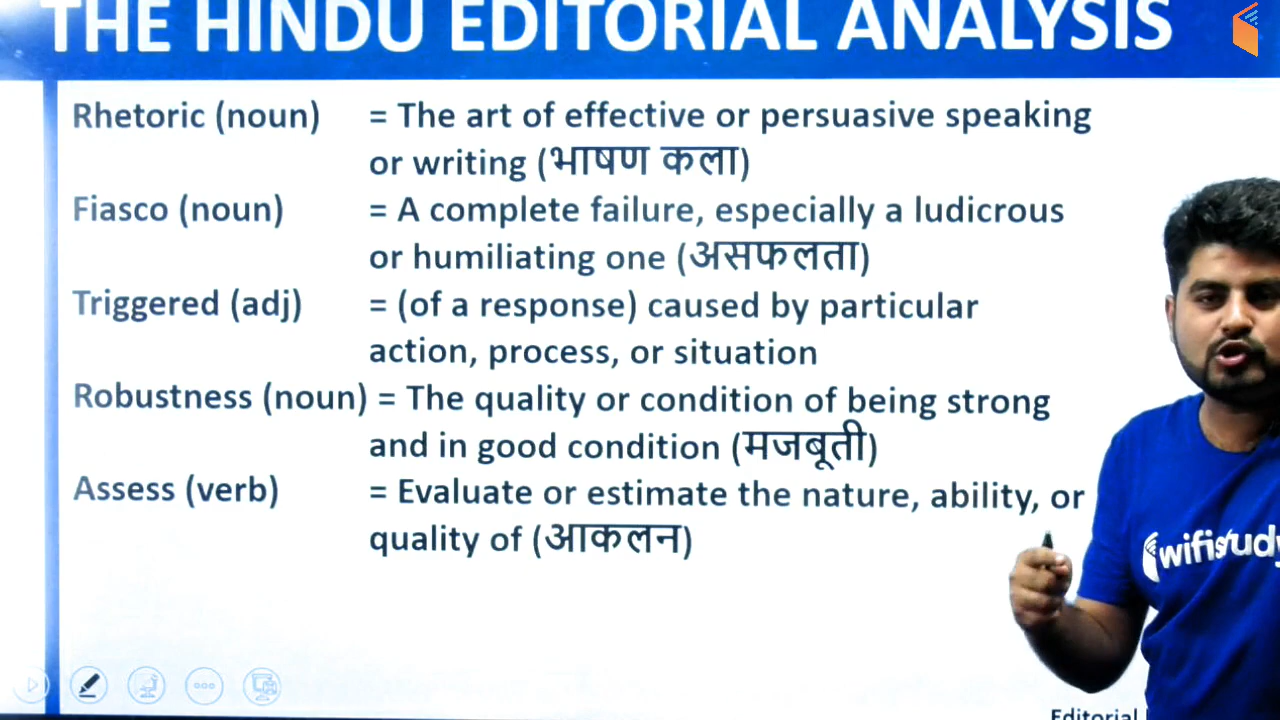 THE HINDU EDITORIAL ANALYSIS
Rhetoric (noun) = The art of effective or persuasive speaking
or writing (भाषण कला)
Fiasco (noun) = A complete failure, especially a ludicrous
or humiliating one (असफलता)
Triggered (adj) = (of a response) caused by particular
action, process, or situation
Robustness (noun) = The quality or condition of being strong
and in good condition (मजबूती)
Assess (verb) = Evaluate or estimate the nature, ability, or
quality of (आकलन)
wifistudy
Editorial